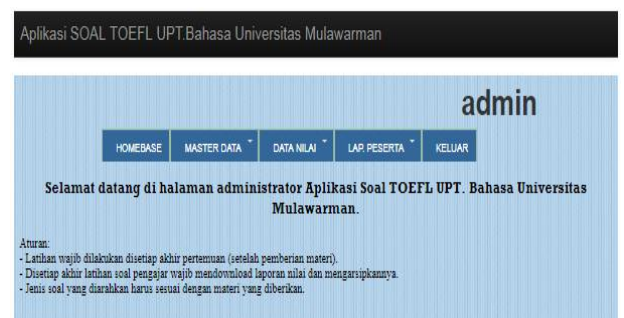 Aplikasi SOAL TOEFL UPT.Bahasa Universitas Mulawarman
admin
HOMEBASE MASTER DATA DATA NILAI LAP. PESERTA KELUAR
Selamat datang di halaman administrator Aplikasi Soal TOEFL UPT. Bahasa Universitas
Mulawarman.
Aturan:
- Latihan wajib dilakukan disetiap akhir pertemuan (setelah pemberian materi).
- Disetiap akhir latihan soal pengajar wajib mendownload laporan nilai dan mengarsipkannya.
- Jenis soal yang diarahkan harus sesuai dengan materi yang diberikan.